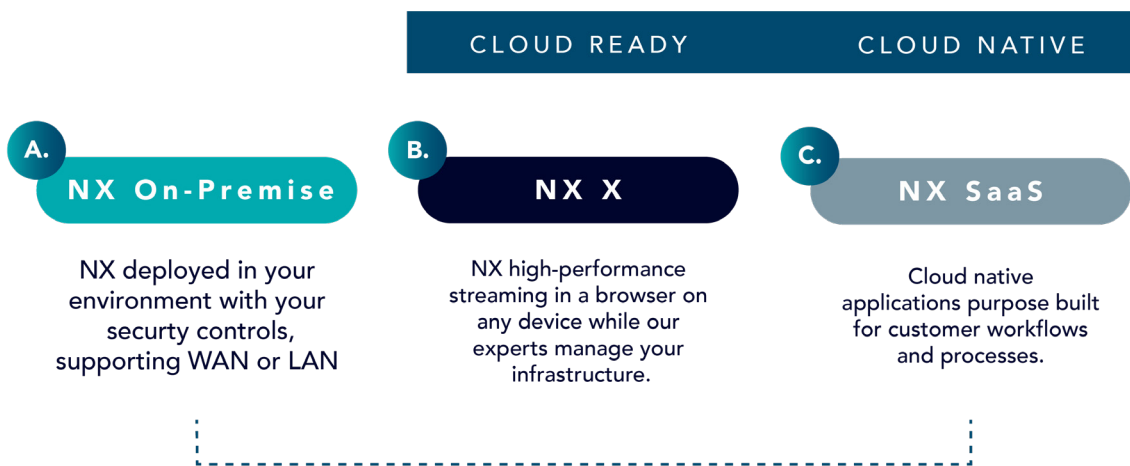 CLOUD READY
CLOUD NATIVE
A.
NX On-Premise
NX deployed in your
environment with your
securty controls,
supporting WAN or LAN
B.
NX X
NX high-performance
streaming in a browser on
any device while our
experts manage your
infrastructure.
C.
NX SaaS
Cloud native
applications purpose built
for customer workflows
and processes.